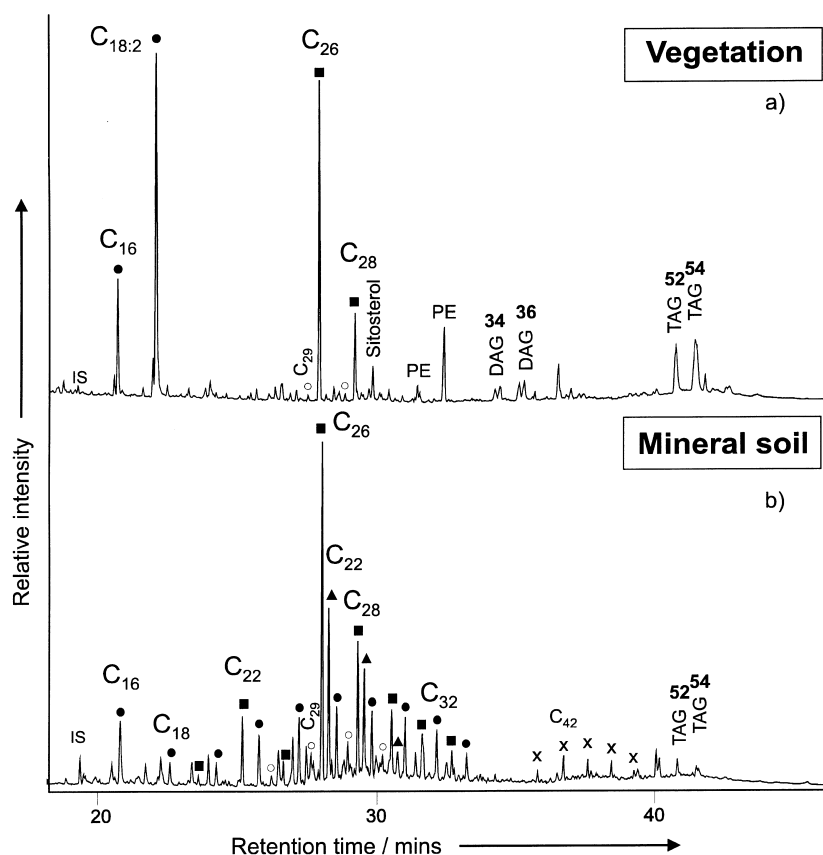 Vegetation
a)
C18:2
C26
C16
C28
Sitosterol
C29
IS
PE
PE
DAG 34
DAG 36
TAG 52
TAG 54
Mineral soil
b)
C26
C22
C28
C16
C22
C18
C29
C32
C42
IS
x x x x x
TAG 52
TAG 54
Relative intensity
20 30 40
Retention time / mins